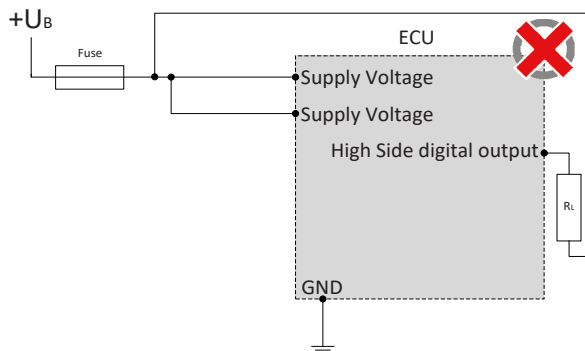 +UB
Fuse
ECU
Supply Voltage
Supply Voltage
High Side digital output
RL
GND